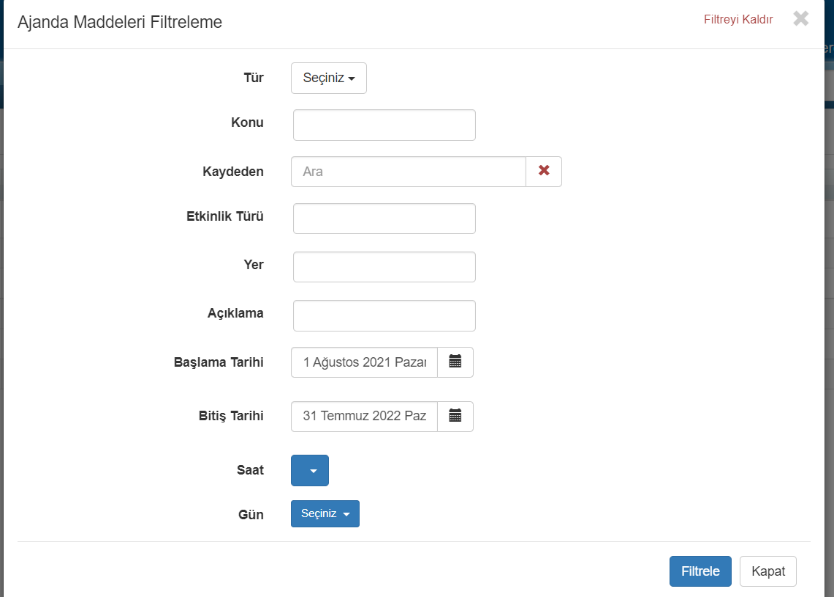 Ajanda Maddeleri Filtreleme
Filtreyi Kaldır
Tür
Seçiniz
Konu
Kaydeden
Ara
Etkinlik Türü
Yer
Açıklama
Başlama Tarihi
1 Ağustos 2021 Pazar
Bitiş Tarihi
31 Temmuz 2022 Paz
Saat
Gün
Seçiniz
Filtrele
Kapat